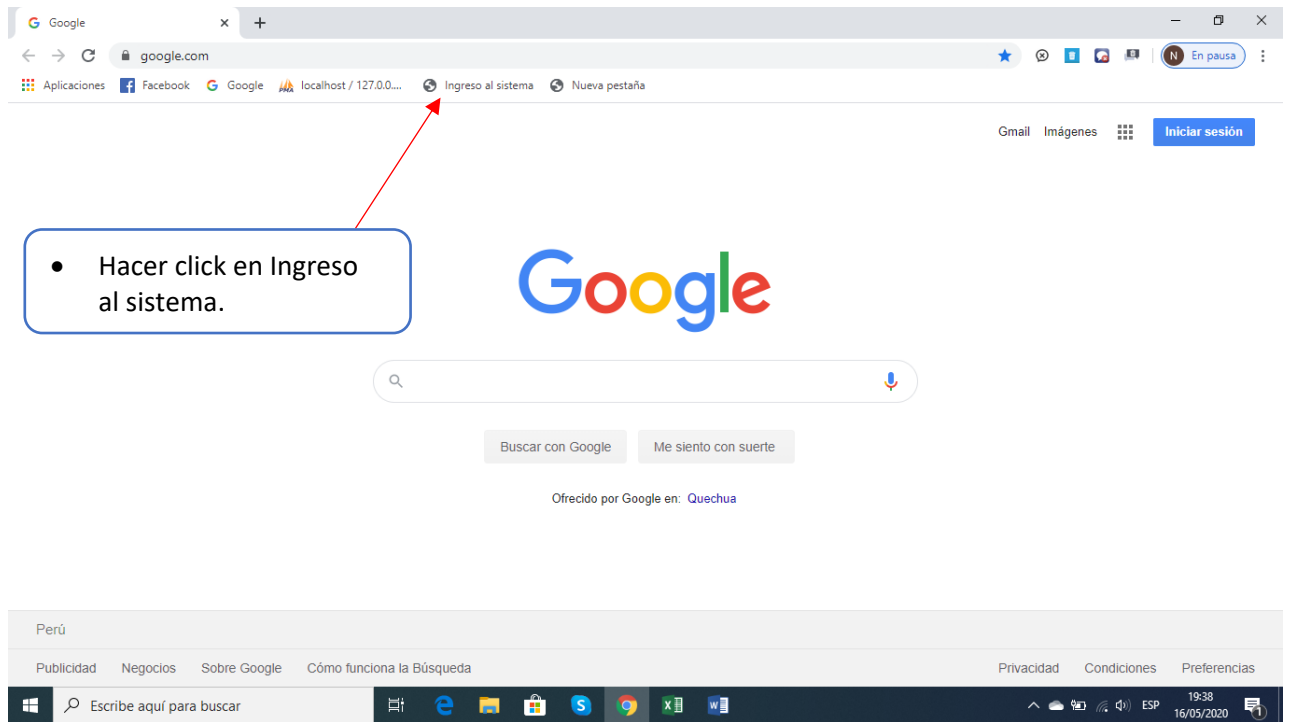 Google
google.com
N En pausa
Aplicaciones Facebook Google localhost / 127.0.0.... Ingreso al sistema Nueva pestaña
Gmail Imágenes Iniciar sesión
• Hacer click en Ingreso
al sistema.
Google
Buscar con Google Me siento con suerte
Ofrecido por Google en: Quechua
Perú
Publicidad Negocios Sobre Google Cómo funciona la Búsqueda Privacidad Condiciones Preferencias
Escribe aquí para buscar
ESP
19:38
16/05/2020
1